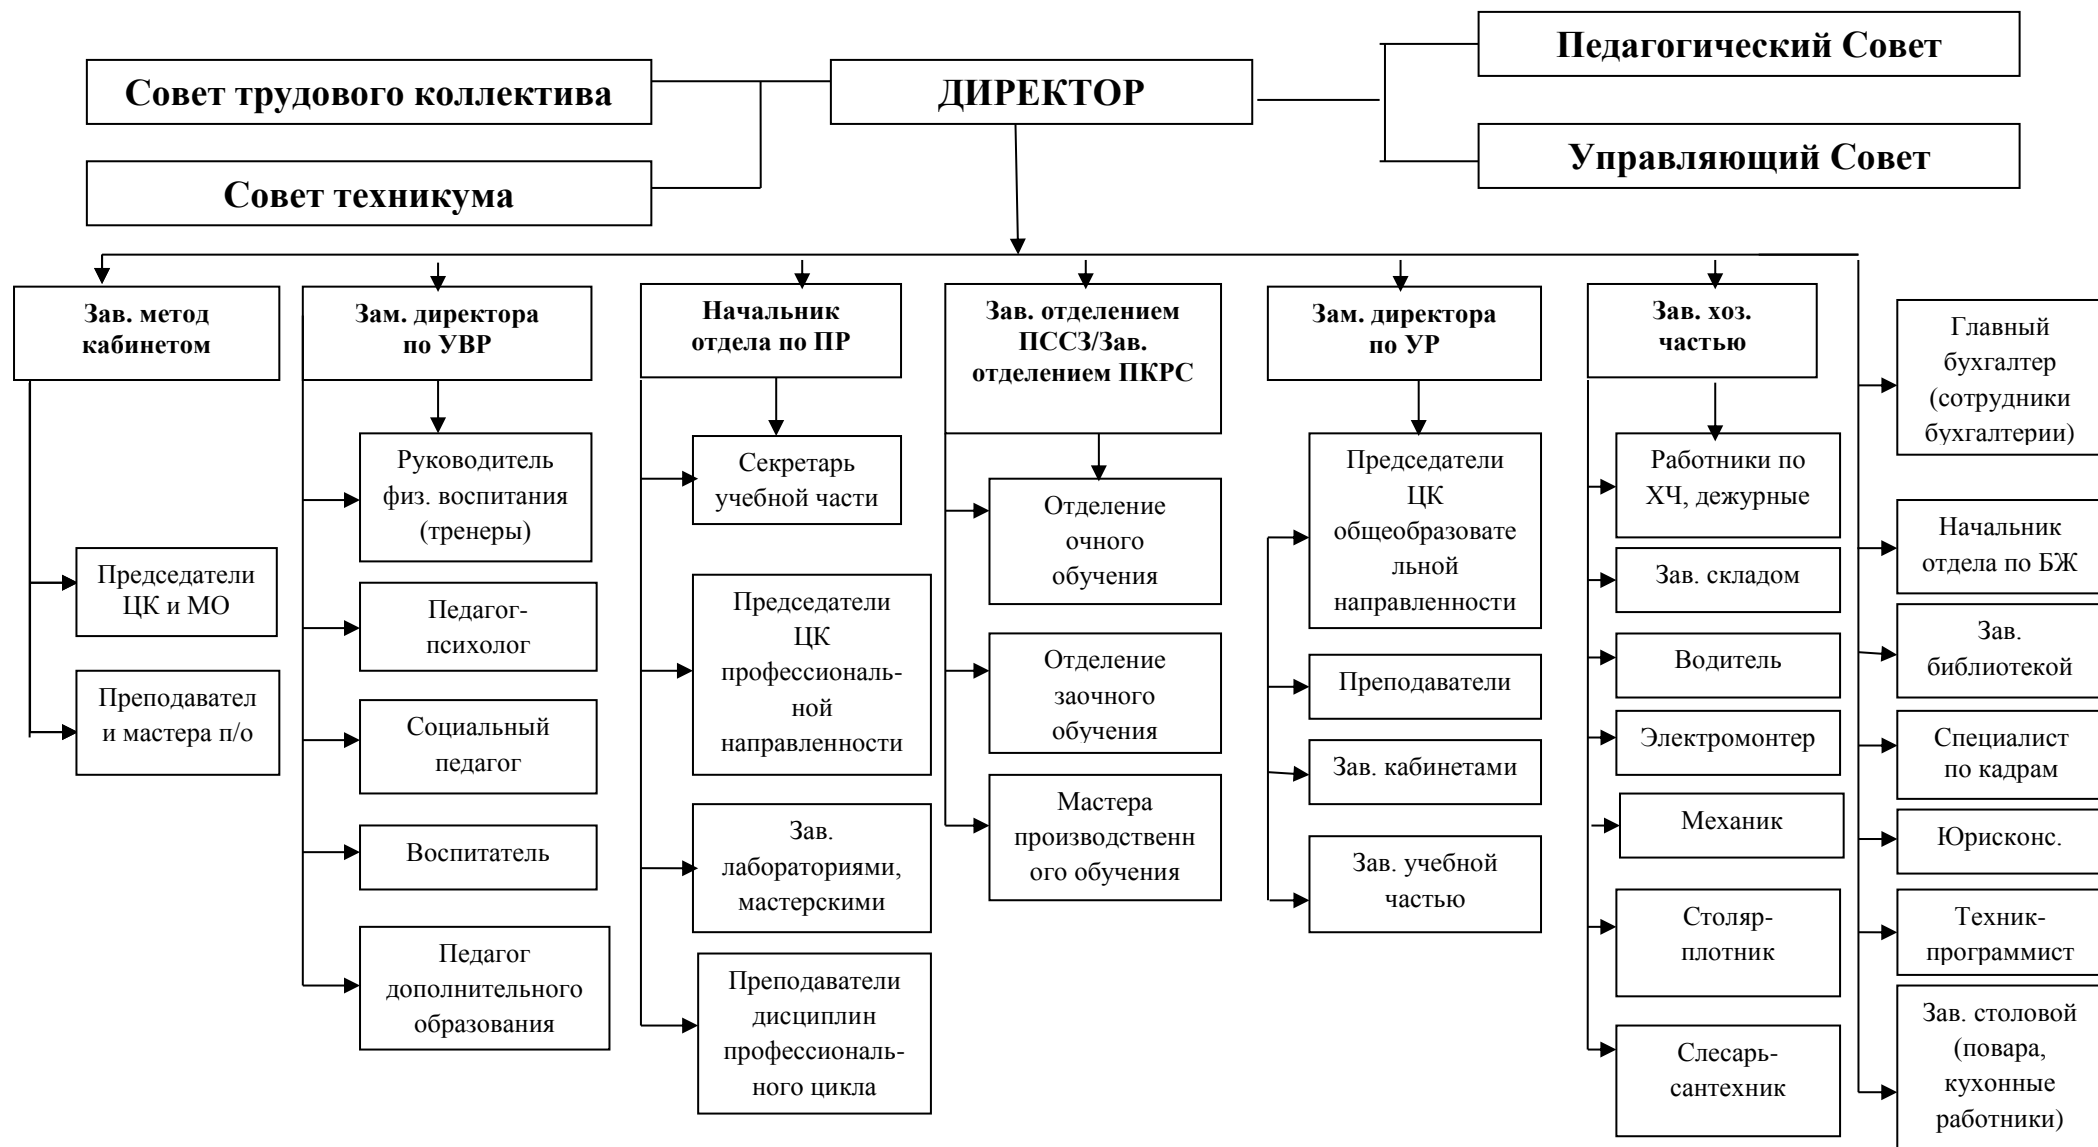 Педагогический Совет
Совет трудового коллектива
ДИРЕКТОР
Управляющий Совет
Совет техникума
Зав. метод
кабинетом
Председатели
ЦК и МО
Преподавател
и мастера п/о
Зам. директора
по УВР
Руководитель
физ. воспитания
(тренеры)
Педагог-
психолог
Социальный
педагог
Воспитатель
Педагог
дополнительного
образования
Начальник
отдела по ПР
Секретарь
учебной части
Председатели
ЦК
профессиональ-
ной
направленности
Зав.
лабораториями,
мастерскими
Преподаватели
дисциплин
профессиональ-
ного цикла
Зав. отделением
ПССЗ/Зав.
отделением ПКРС
Отделение
очного
обучения
Отделение
заочного
обучения
Мастера
производственн
ого обучения
Зам. директора
по УР
Председатели
ЦК
общеобразовате
льной
направленности
Преподаватели
Зав. кабинетами
Зав. учебной
частью
Зав. хоз.
частью
Работники по
ХЧ, дежурные
Зав. складом
Водитель
Электромонтер
Механик
Столяр-
плотник
Слесарь-
сантехник
Главный
бухгалтер
(сотрудники
бухгалтерии)
Начальник
отдела по БЖ
Зав.
библиотекой
Специалист
по кадрам
Юрисконс.
Техник-
программист
Зав. столовой
(повара,
кухонные
работники)